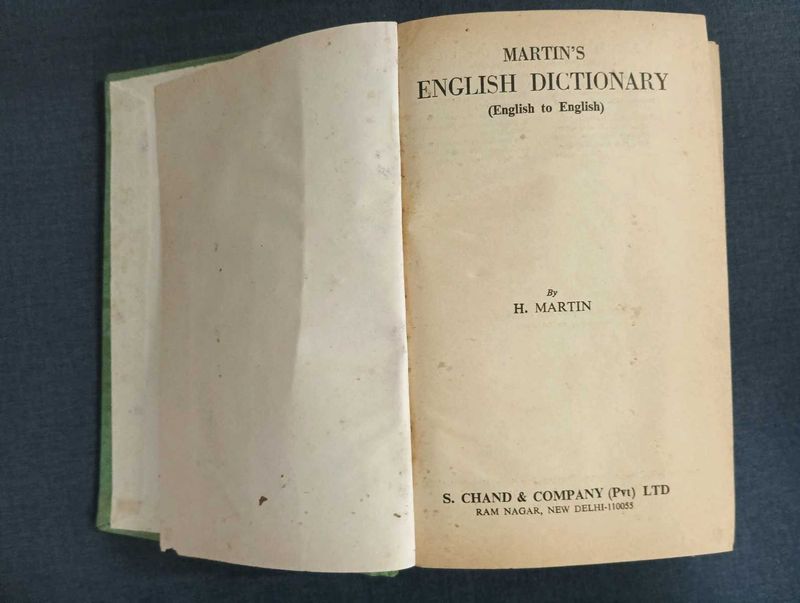 MARTIN'S
ENGLISH DICTIONARY
(English to English)
By
H. MARTIN
S. CHAND & COMPANY (Pvt) LTD
RAM NAGAR, NEW DELHI-110055